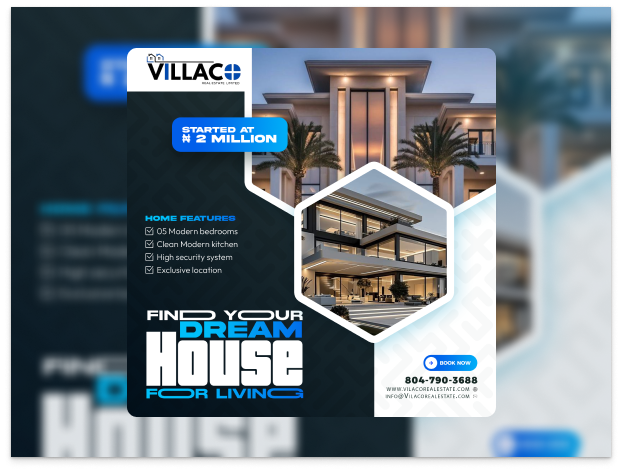 VILLACO
REAL ESTATE LIMITED
STARTED AT
₦ 2 MILLION
HOME FEATURES
05 Modern bedrooms
Clean Modern kitchen
High security system
Exclusive location
FIND YOUR
DREAM
House
FOR LIVING
BOOK NOW
804-790-3688
WWW.VILACOREALESTATE.COM
INFO@VILACOREALESTATE.COM